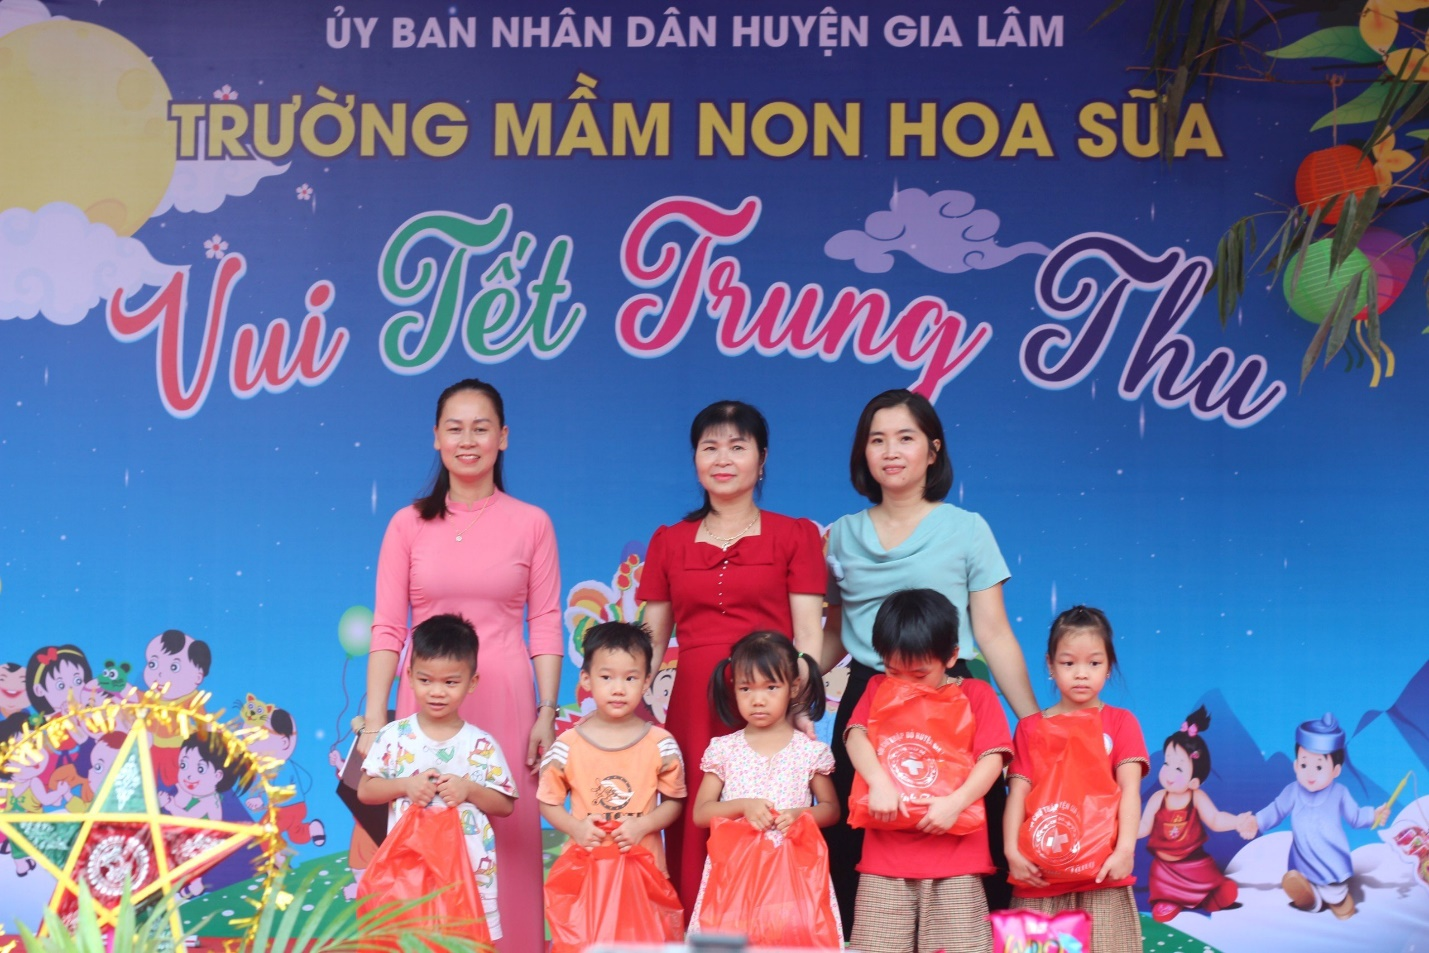 ỦY BAN NHÂN DÂN HUYỆN GIA LÂM
TRƯỜNG MẦM NON HOA SỮA
Vui Tết Trung Thu